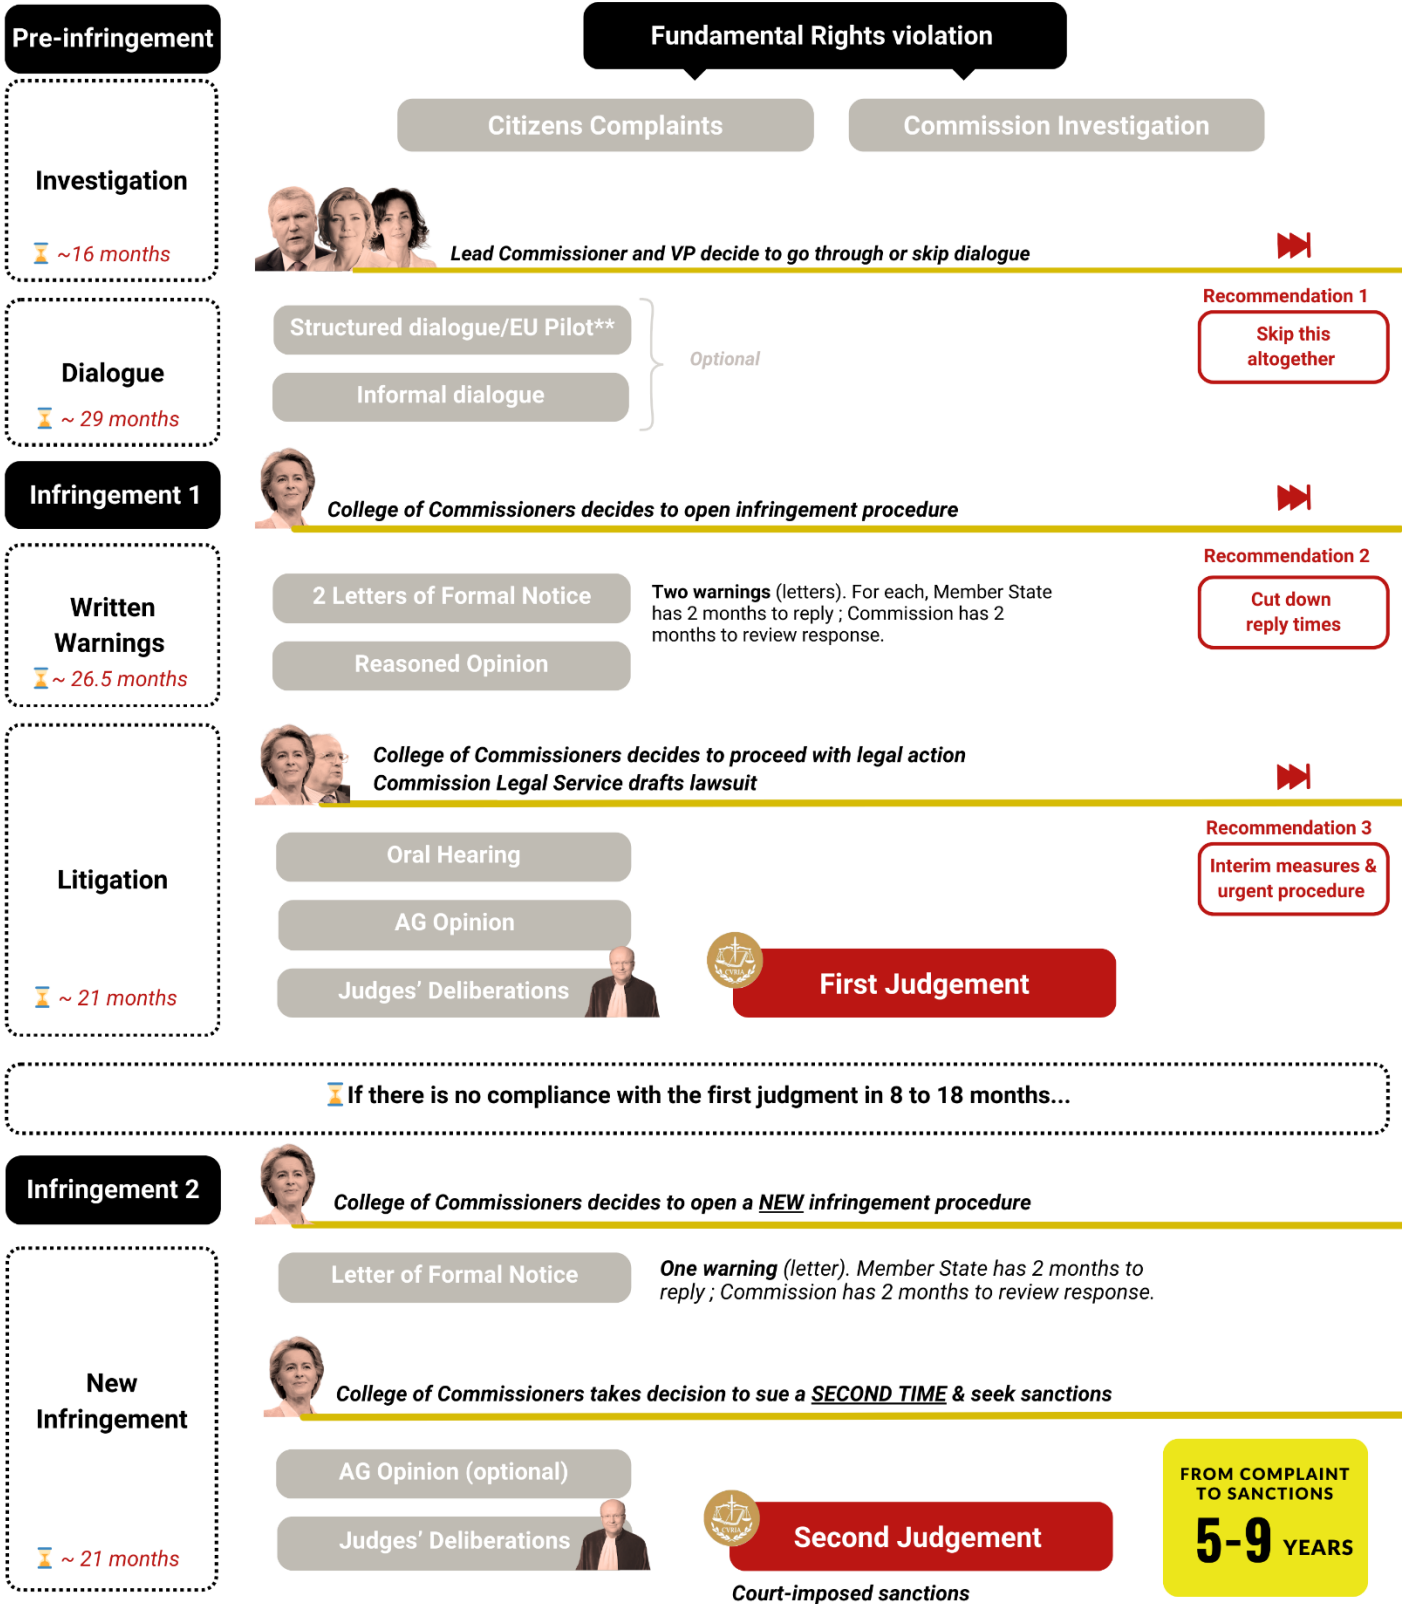 Pre-infringement
Fundamental Rights violation
Citizens Complaints
Commission Investigation
Investigation
~16 months
Lead Commissioner and VP decide to go through or skip dialogue
Recommendation 1
Skip this
altogether
Structured dialogue/EU Pilot**
Optional
Informal dialogue
Dialogue
~ 29 months
Infringement 1
College of Commissioners decides to open infringement procedure
Recommendation 2
Cut down
reply times
Written
Warnings
~ 26.5 months
2 Letters of Formal Notice
Two warnings (letters). For each, Member State
has 2 months to reply ; Commission has 2
months to review response.
Reasoned Opinion
College of Commissioners decides to proceed with legal action
Commission Legal Service drafts lawsuit
Recommendation 3
Interim measures &
urgent procedure
Litigation
~ 21 months
Oral Hearing
AG Opinion
Judges’ Deliberations
CVRIA
First Judgement
If there is no compliance with the first judgment in 8 to 18 months...
Infringement 2
College of Commissioners decides to open a NEW infringement procedure
Letter of Formal Notice
One warning (letter). Member State has 2 months to
reply ; Commission has 2 months to review response.
New
Infringement
~ 21 months
College of Commissioners takes decision to sue a SECOND TIME & seek sanctions
AG Opinion (optional)
Judges’ Deliberations
CVRIA
Second Judgement
Court-imposed sanctions
FROM COMPLAINT
TO SANCTIONS
5-9 YEARS